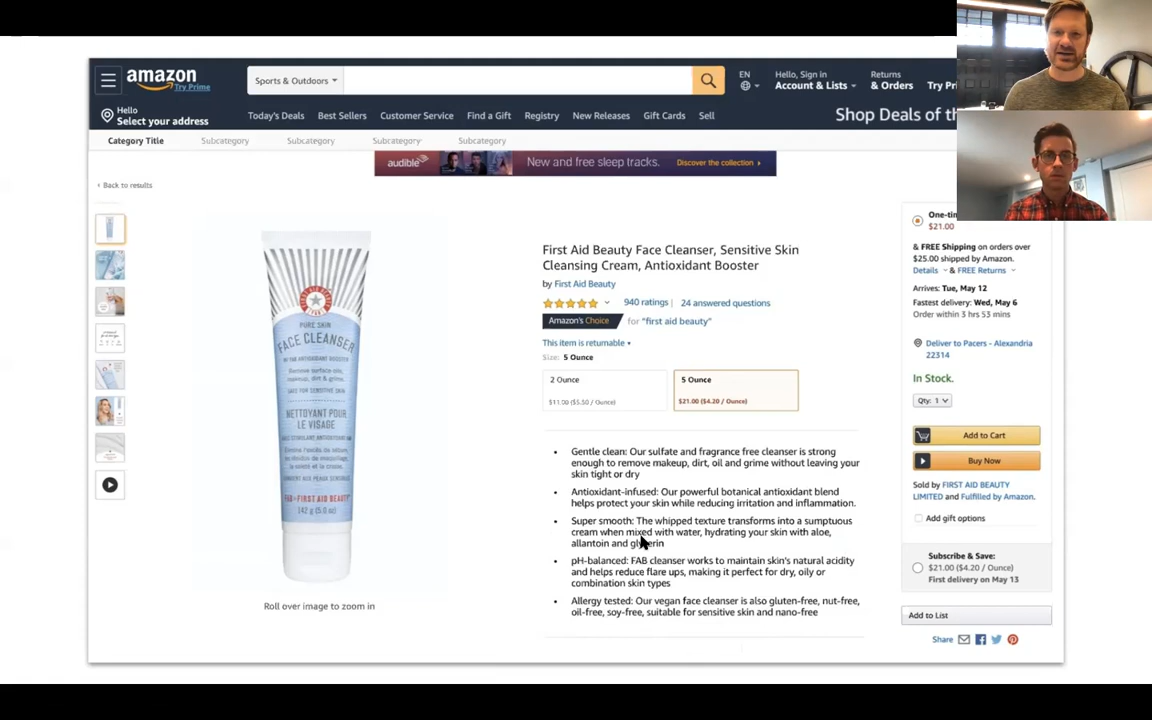 amazon
Try Prime
Sports & Outdoors
EN
Hello, Sign in
Account & Lists
Returns
& Orders
Try Pri
Hello
Select your address
Today's Deals
Best Sellers
Customer Service
Find a Gift
Registry
New Releases
Gift Cards
Sell
Shop Deals of th
Category Title
Subcategory
Subcategory
Subcategory
Subcategory
audible
New and free sleep tracks.
Discover the collection ›
‹ Back to results
FIRST AID BEAUTY
PURE SKIN
FACE CLEANSER
WITH ANTIOXIDANT BOOSTER
Remove surface oils,
makeup, dirt & grime.
SAFE FOR SENSITIVE SKIN
NETTOYANT POUR
LE VISAGE
FAB FIRST AID BEAUTY
(142 g (5.0 oz)
Roll over image to zoom in
First Aid Beauty Face Cleanser, Sensitive Skin
Cleansing Cream, Antioxidant Booster
by First Aid Beauty
940 ratings
24 answered questions
Amazon's Choice
for "first aid beauty"
This item is returnable
Size: 5 Ounce
2 Ounce
$11.00 ($5.50 / Ounce)
5 Ounce
$21.00 ($4.20 / Ounce)
• Gentle clean: Our sulfate and fragrance free cleanser is strong
enough to remove makeup, dirt, oil and grime without leaving your
skin tight or dry
• Antioxidant-infused: Our powerful botanical antioxidant blend
helps protect your skin while reducing irritation and inflammation.
• Super smooth: The whipped texture transforms into a sumptuous
cream when mixed with water, hydrating your skin with aloe,
allantoin and glycerin
• pH-balanced: FAB cleanser works to maintain skin's natural acidity
and helps reduce flare ups, making it perfect for dry, oily or
combination skin types
• Allergy tested: Our vegan face cleanser is also gluten-free, nut-free,
oil-free, soy-free, suitable for sensitive skin and nano-free
One-tim
$21.00
& FREE Shipping on orders over
$25.00 shipped by Amazon.
Details & FREE Returns
Arrives: Tue, May 12
Fastest delivery: Wed, May 6
Order within 3 hrs 53 mins
Deliver to Pacers - Alexandria
22314
In Stock.
Qty: 1
Add to Cart
Buy Now
Sold by FIRST AID BEAUTY
LIMITED and Fulfilled by Amazon.
Add gift options
Subscribe & Save:
$21.00 ($4.20 / Ounce)
First delivery on May 13
Add to List
Share